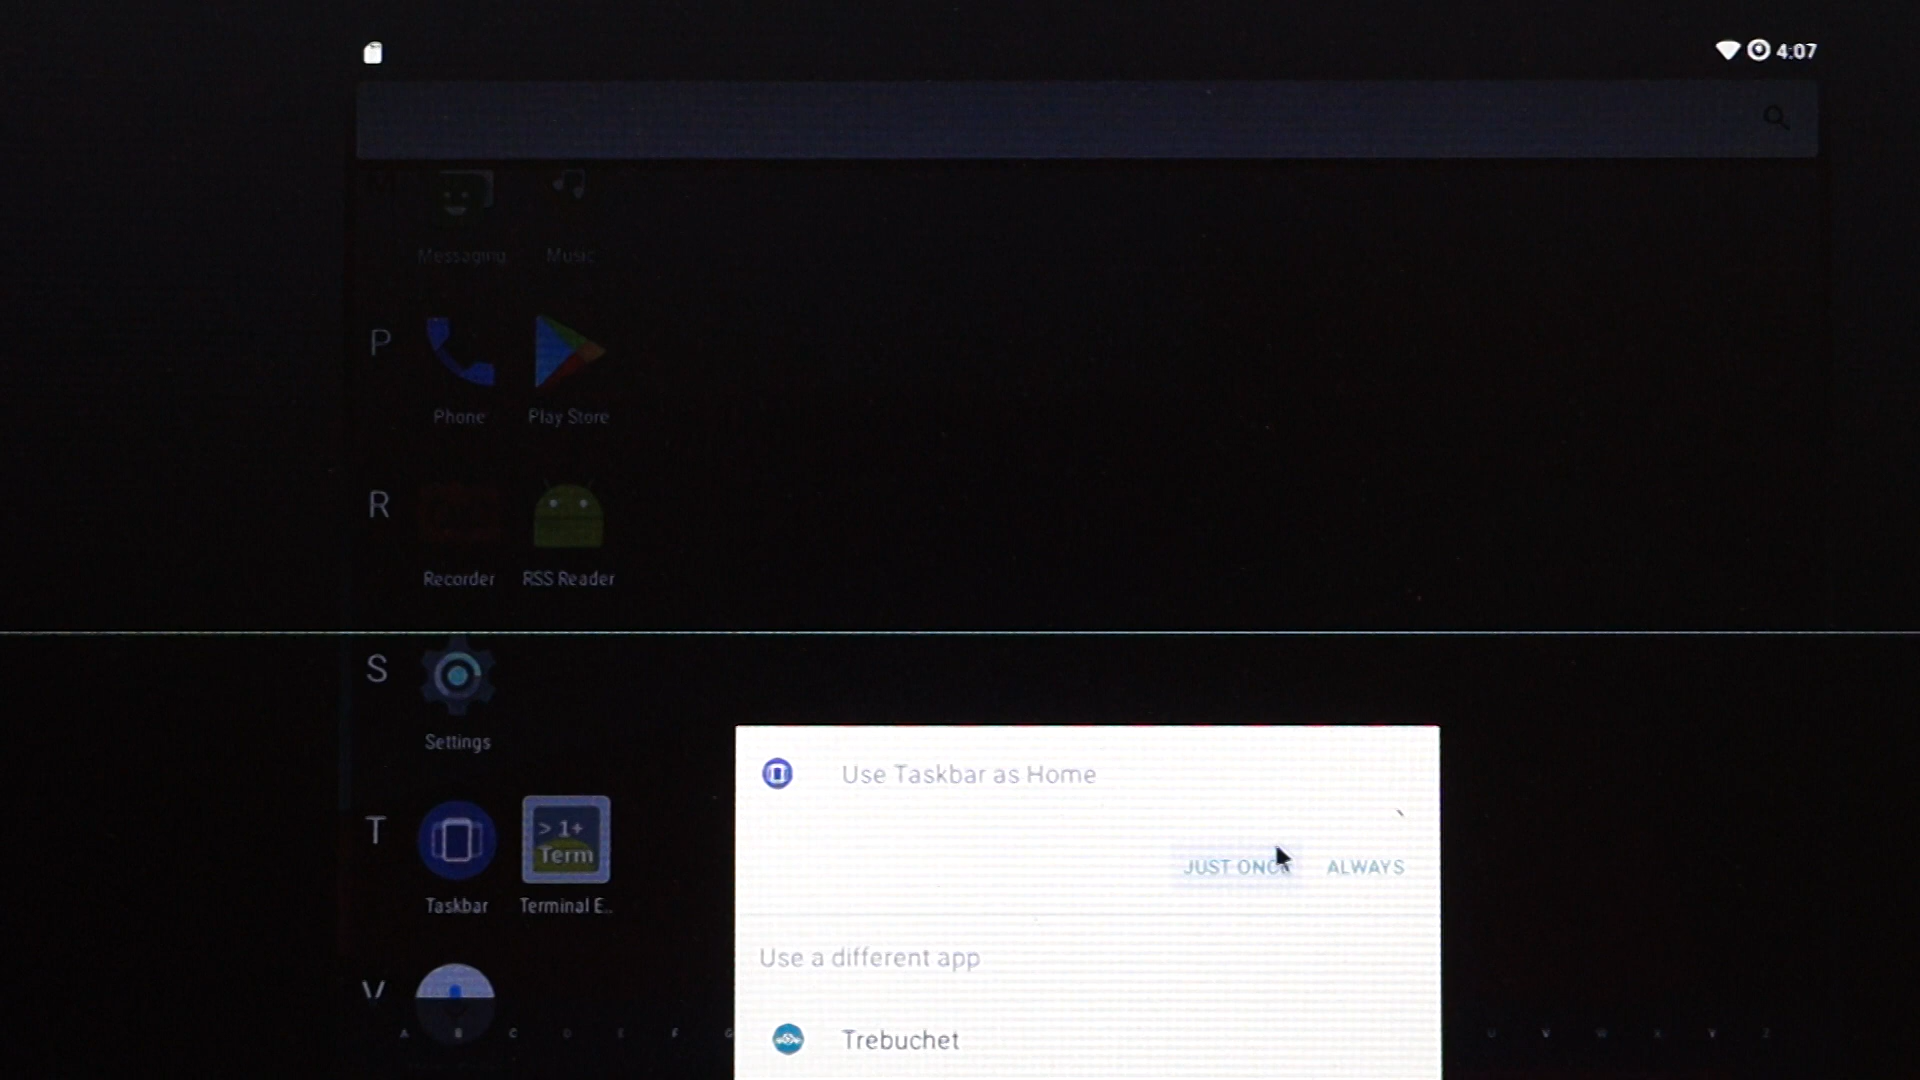 4:07
M
Messaging Music
P
Phone Play Store
R
Recorder RSS Reader
S
Settings
T
> 1+
Term
Taskbar Terminal E..
V
Use Taskbar as Home
JUST ONCE ALWAYS
Use a different app
Trebuchet
A B C D E F G U V W X Y Z